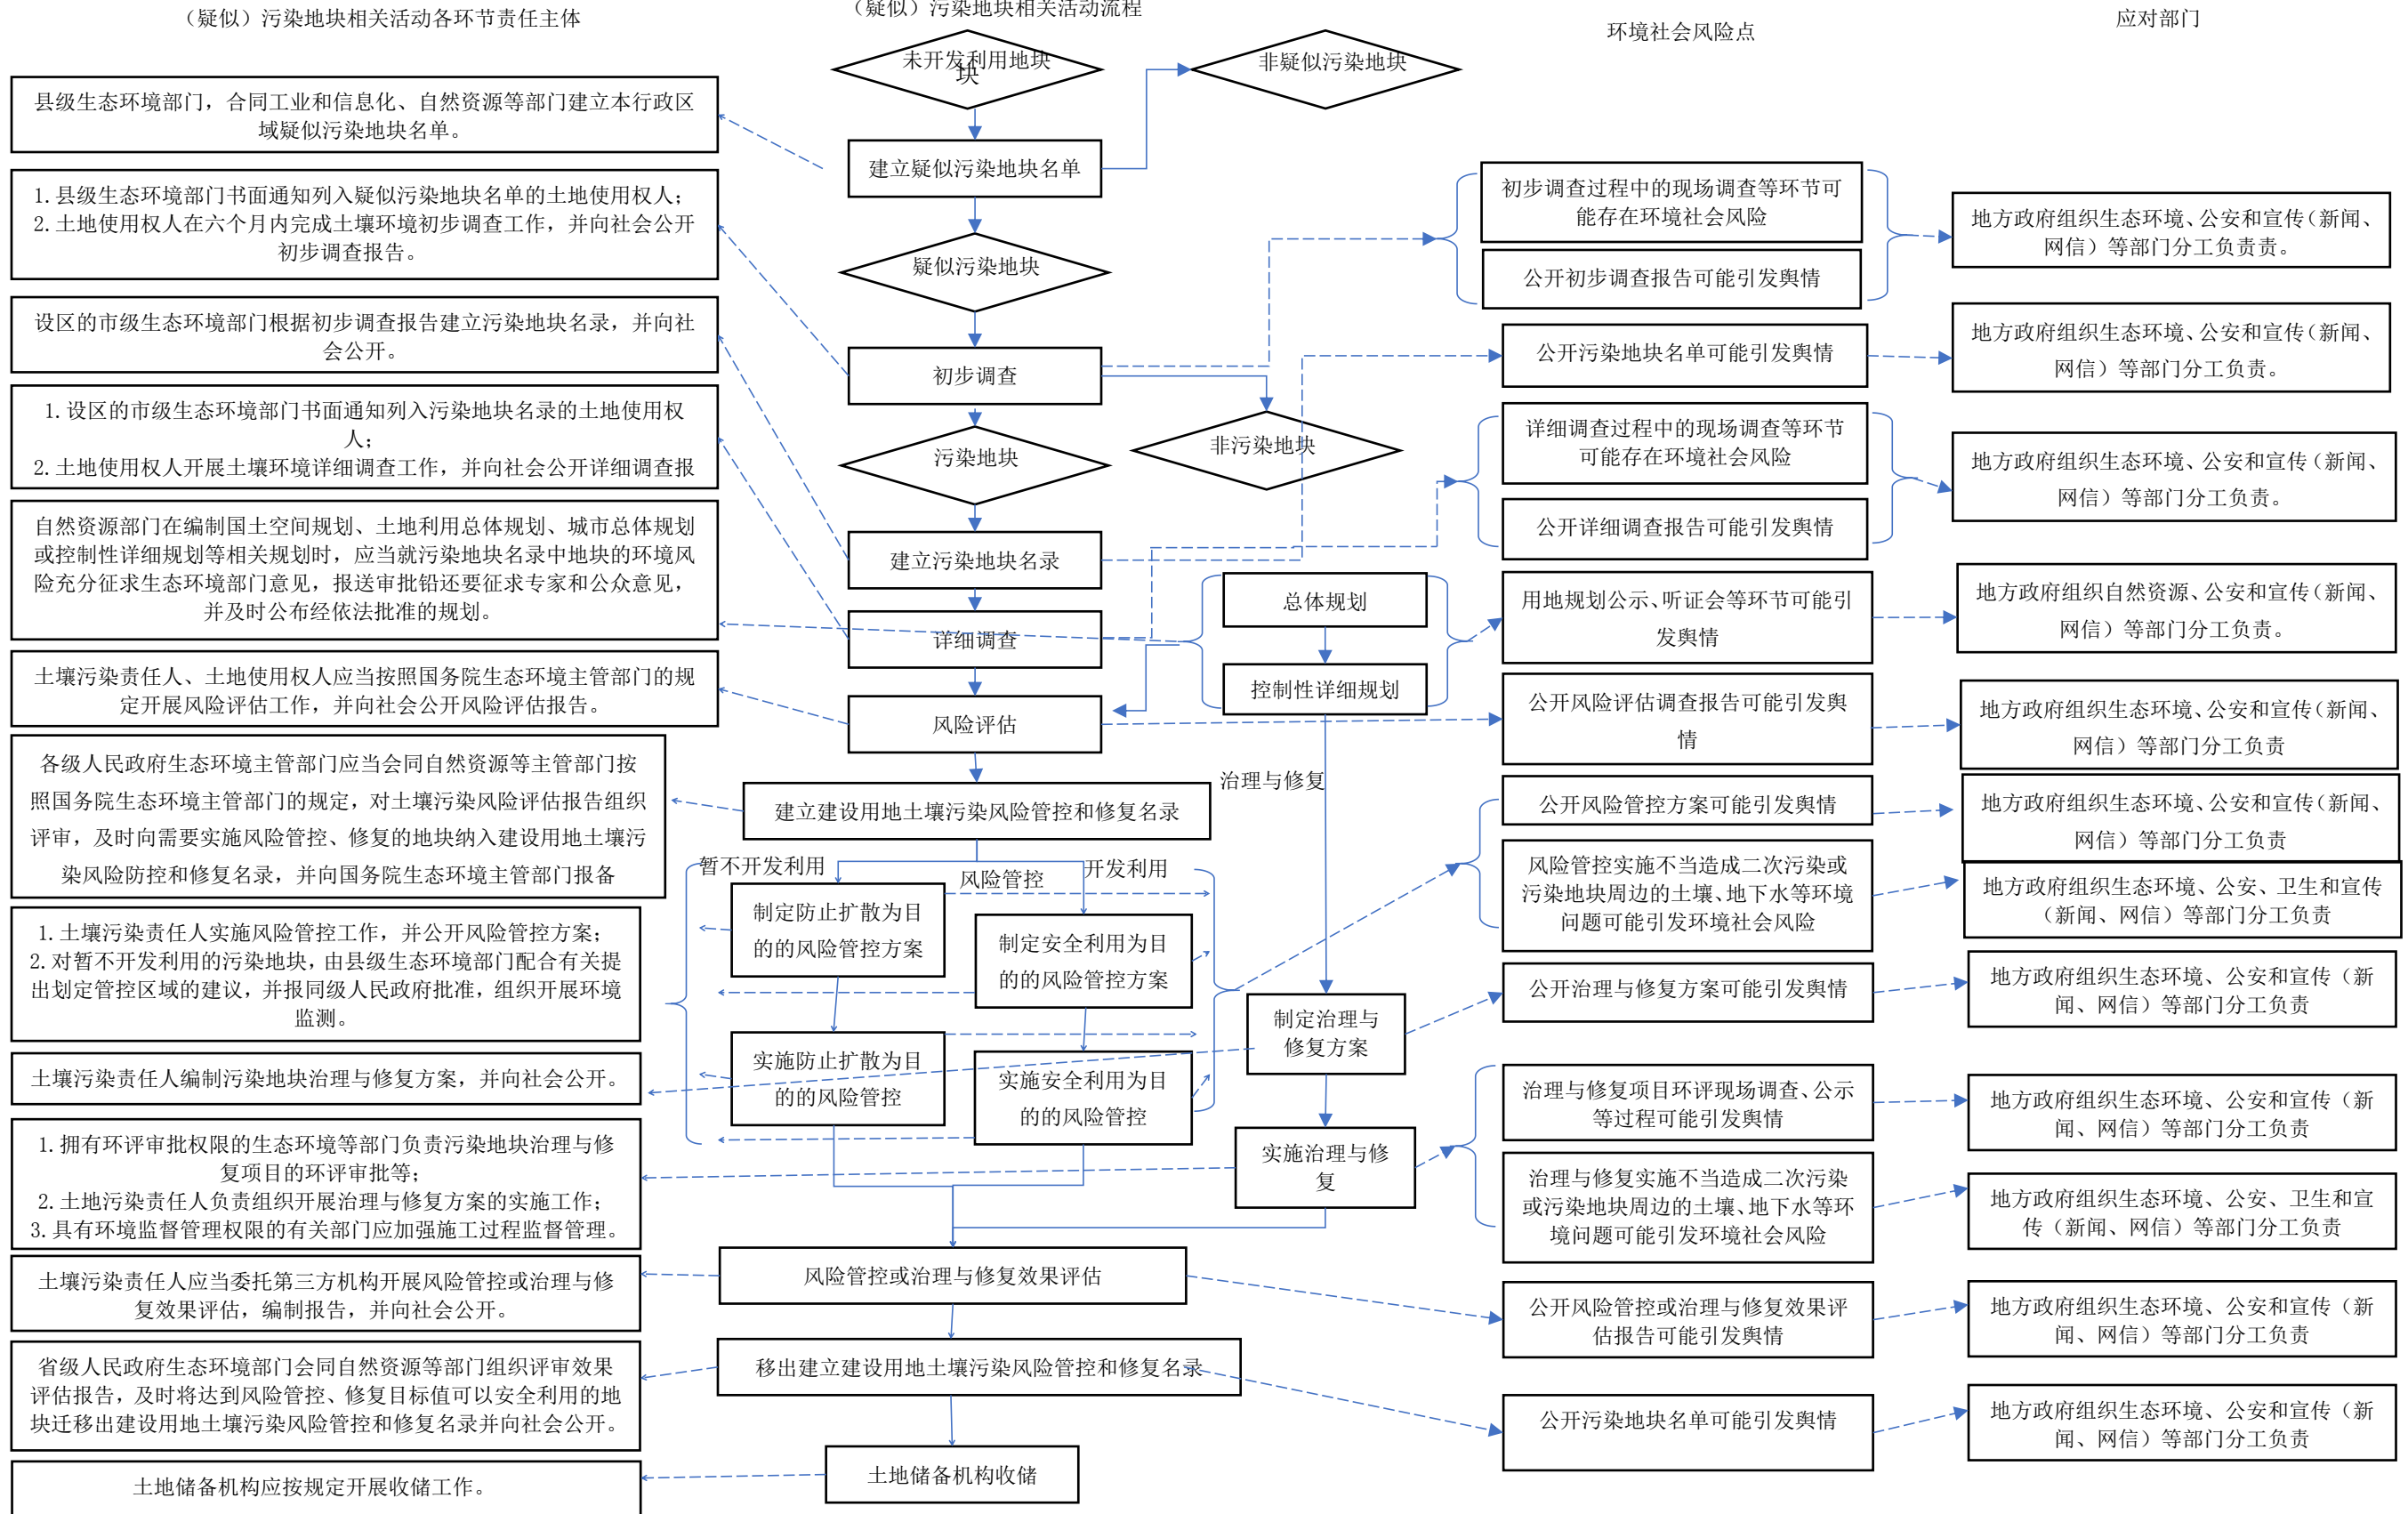 （疑似）污染地块相关活动各环节责任主体
县级生态环境部门，合同工业和信息化、自然资源等部门建立本行政区
域疑似污染地块名单。
1.县级生态环境部门书面通知列入疑似污染地块名单的土地使用权人；
2.土地使用权人在六个月内完成土壤环境初步调查工作，并向社会公开
初步调查报告。
设区的市级生态环境部门根据初步调查报告建立污染地块名录，并向社
会公开。
1.设区的市级生态环境部门书面通知列入污染地块名录的土地使用权
人；
2.土地使用权人开展土壤环境详细调查工作，并向社会公开详细调查报
自然资源部门在编制国土空间规划、土地利用总体规划、城市总体规划
或控制性详细规划等相关规划时，应当就污染地块名录中地块的环境风
险充分征求生态环境部门意见，报送审批铅还要征求专家和公众意见，
并及时公布经依法批准的规划。
土壤污染责任人、土地使用权人应当按照国务院生态环境主管部门的规
定开展风险评估工作，并向社会公开风险评估报告。
各级人民政府生态环境主管部门应当会同自然资源等主管部门按
照国务院生态环境主管部门的规定，对土壤污染风险评估报告组织
评审，及时向需要实施风险管控、修复的地块纳入建设用地土壤污
染风险防控和修复名录，并向国务院生态环境主管部门报备
1.土壤污染责任人实施风险管控工作，并公开风险管控方案；
2.对暂不开发利用的污染地块，由县级生态环境部门配合有关提
出划定管控区域的建议，并报同级人民政府批准，组织开展环境
监测。
土壤污染责任人编制污染地块治理与修复方案，并向社会公开。
1.拥有环评审批权限的生态环境等部门负责污染地块治理与修
复项目的环评审批等；
2.土地污染责任人负责组织开展治理与修复方案的实施工作；
3.具有环境监督管理权限的有关部门应加强施工过程监督管理。
土壤污染责任人应当委托第三方机构开展风险管控或治理与修
复效果评估，编制报告，并向社会公开。
省级人民政府生态环境部门会同自然资源等部门组织评审效果
评估报告，及时将达到风险管控、修复目标值可以安全利用的地
块迁移出建设用地土壤污染风险管控和修复名录并向社会公开。
土地储备机构应按规定开展收储工作。
（疑似）污染地块相关活动流程
未开发利用地块
块
非疑似污染地块
建立疑似污染地块名单
疑似污染地块
初步调查
污染地块
非污染地块
建立污染地块名录
详细调查
总体规划
控制性详细规划
风险评估
治理与修复
建立建设用地土壤污染风险管控和修复名录
暂不开发利用
风险管控
开发利用
制定防止扩散为目
的的风险管控方案
制定安全利用为目
的的风险管控方案
制定治理与
修复方案
实施防止扩散为目
的的风险管控
实施安全利用为目
的的风险管控
实施治理与修
复
风险管控或治理与修复效果评估
移出建立建设用地土壤污染风险管控和修复名录
土地储备机构收储
环境社会风险点
初步调查过程中的现场调查等环节可
能存在环境社会风险
公开初步调查报告可能引发舆情
公开污染地块名单可能引发舆情
详细调查过程中的现场调查等环节
可能存在环境社会风险
公开详细调查报告可能引发舆情
用地规划公示、听证会等环节可能引
发舆情
公开风险评估调查报告可能引发舆
情
公开风险管控方案可能引发舆情
风险管控实施不当造成二次污染或
污染地块周边的土壤、地下水等环境
问题可能引发环境社会风险
公开治理与修复方案可能引发舆情
治理与修复项目环评现场调查、公示
等过程可能引发舆情
治理与修复实施不当造成二次污染
或污染地块周边的土壤、地下水等环
境问题可能引发环境社会风险
公开风险管控或治理与修复效果评
估报告可能引发舆情
公开污染地块名单可能引发舆情
应对部门
地方政府组织生态环境、公安和宣传（新闻、
网信）等部门分工负责责。
地方政府组织生态环境、公安和宣传（新闻、
网信）等部门分工负责。
地方政府组织生态环境、公安和宣传（新闻、
网信）等部门分工负责。
地方政府组织自然资源、公安和宣传（新闻、
网信）等部门分工负责。
地方政府组织生态环境、公安和宣传（新闻、
网信）等部门分工负责
地方政府组织生态环境、公安和宣传（新闻、
网信）等部门分工负责
地方政府组织生态环境、公安、卫生和宣传
（新闻、网信）等部门分工负责
地方政府组织生态环境、公安和宣传（新
闻、网信）等部门分工负责
地方政府组织生态环境、公安和宣传（新
闻、网信）等部门分工负责
地方政府组织生态环境、公安、卫生和宣
传（新闻、网信）等部门分工负责
地方政府组织生态环境、公安和宣传（新
闻、网信）等部门分工负责
地方政府组织生态环境、公安和宣传（新
闻、网信）等部门分工负责